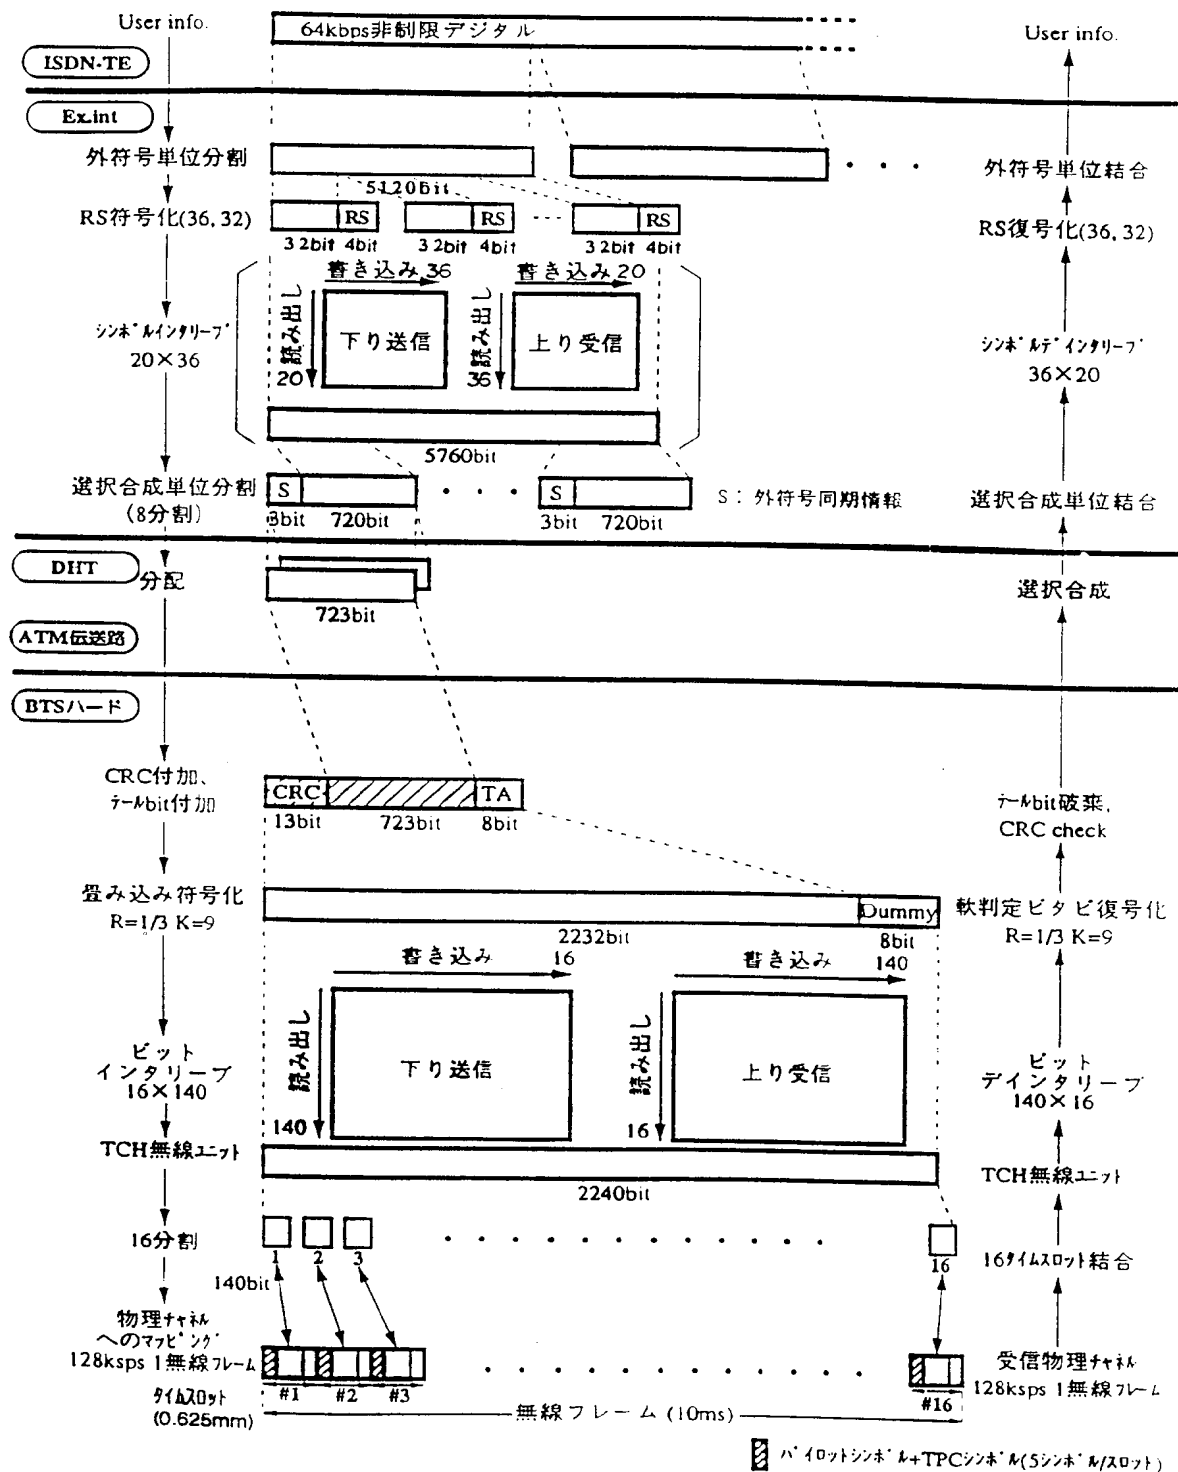 User info.
64kbps非制限デジタル
User info.
ISDN-TE
Ex.int
外符号単位分割
5120bit
外符号単位結合
RS符号化(36,32)
RS
RS
RS
RS復号化(36,32)
32bit 4bit
32bit 4bit
32bit 4bit
書き込み 36
書き込み 20
読み出し
20
下り送信
読み出し
36
上り受信
シンボルインタリーブ
20×36
シンボルデインタリーブ
36×20
5760bit
選択合成単位分割
(8分割)
S
S
3bit 720bit
3bit 720bit
S：外符号同期情報
選択合成単位結合
DHT
分配
723bit
選択合成
ATM伝送路
BTSハード
CRC付加、
テールbit付加
CRC
TA
13bit 723bit 8bit
テールbit破棄,
CRC check
畳み込み符号化
R=1/3 K=9
Dummy
2232bit
8bit
軟判定ビタビ復号化
R=1/3 K=9
書き込み 16
書き込み 140
読み出し
140
下り送信
読み出し
16
上り受信
ビット
インタリーブ
16×140
ビット
デインタリーブ
140×16
TCH無線ユニット
2240bit
TCH無線ユニット
16分割
1 2 3
16
16タイムスロット結合
140bit
物理チャネル
へのマッピング
128ksps 1無線フレーム
#1 #2 #3
#16
受信物理チャネル
128ksps 1無線フレーム
タイムスロット
(0.625mm)
無線フレーム (10ms)
パイロットシンボル+TPCシンボル(5シンボル/スロット)